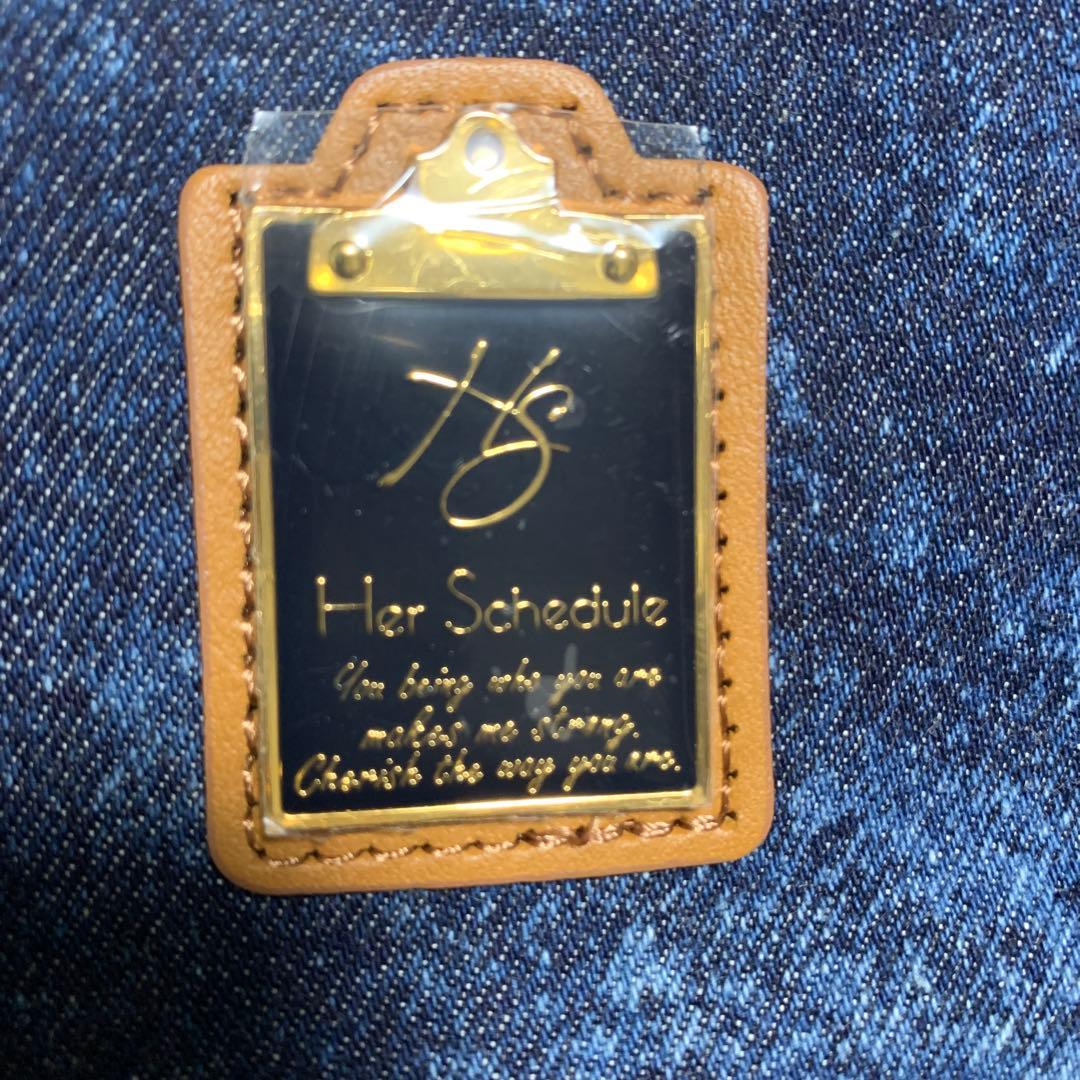 HS
Her Schedule
You being who you are
makes me strong.
Cherish the way you are.